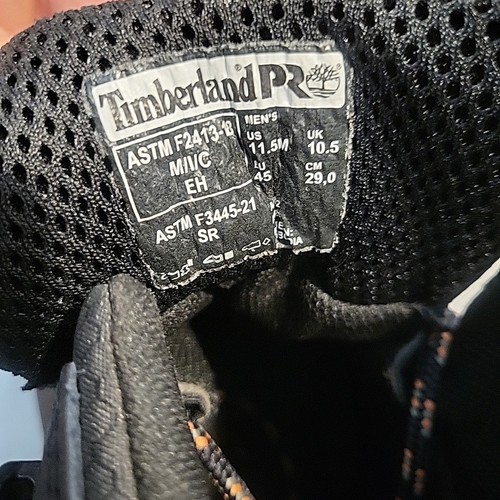 Timberland PRO®
ASTM F2413-18
M/I/C
EH
ASTM F3445-21
SR
MEN'S
US
11.5M
UK
10.5
EU
45
CM
29,0